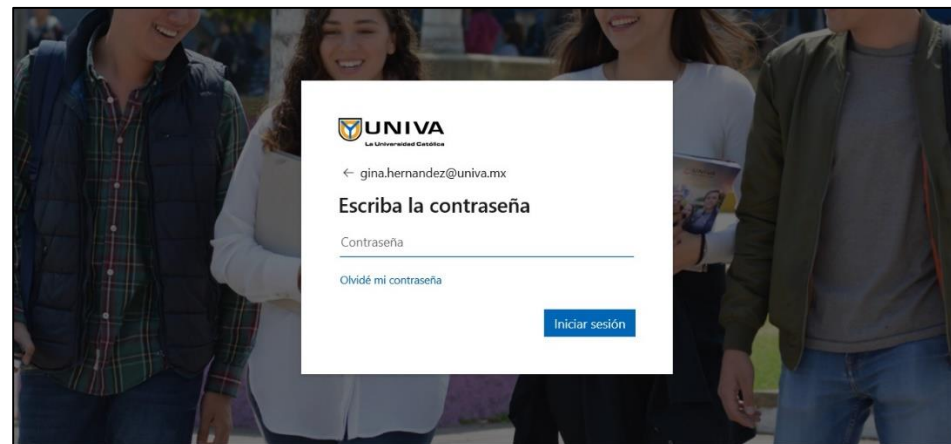 UNIVA
La Universidad Católica
← gina.hernandez@univa.mx
Escriba la contraseña
Contraseña
Olvidé mi contraseña
Iniciar sesión